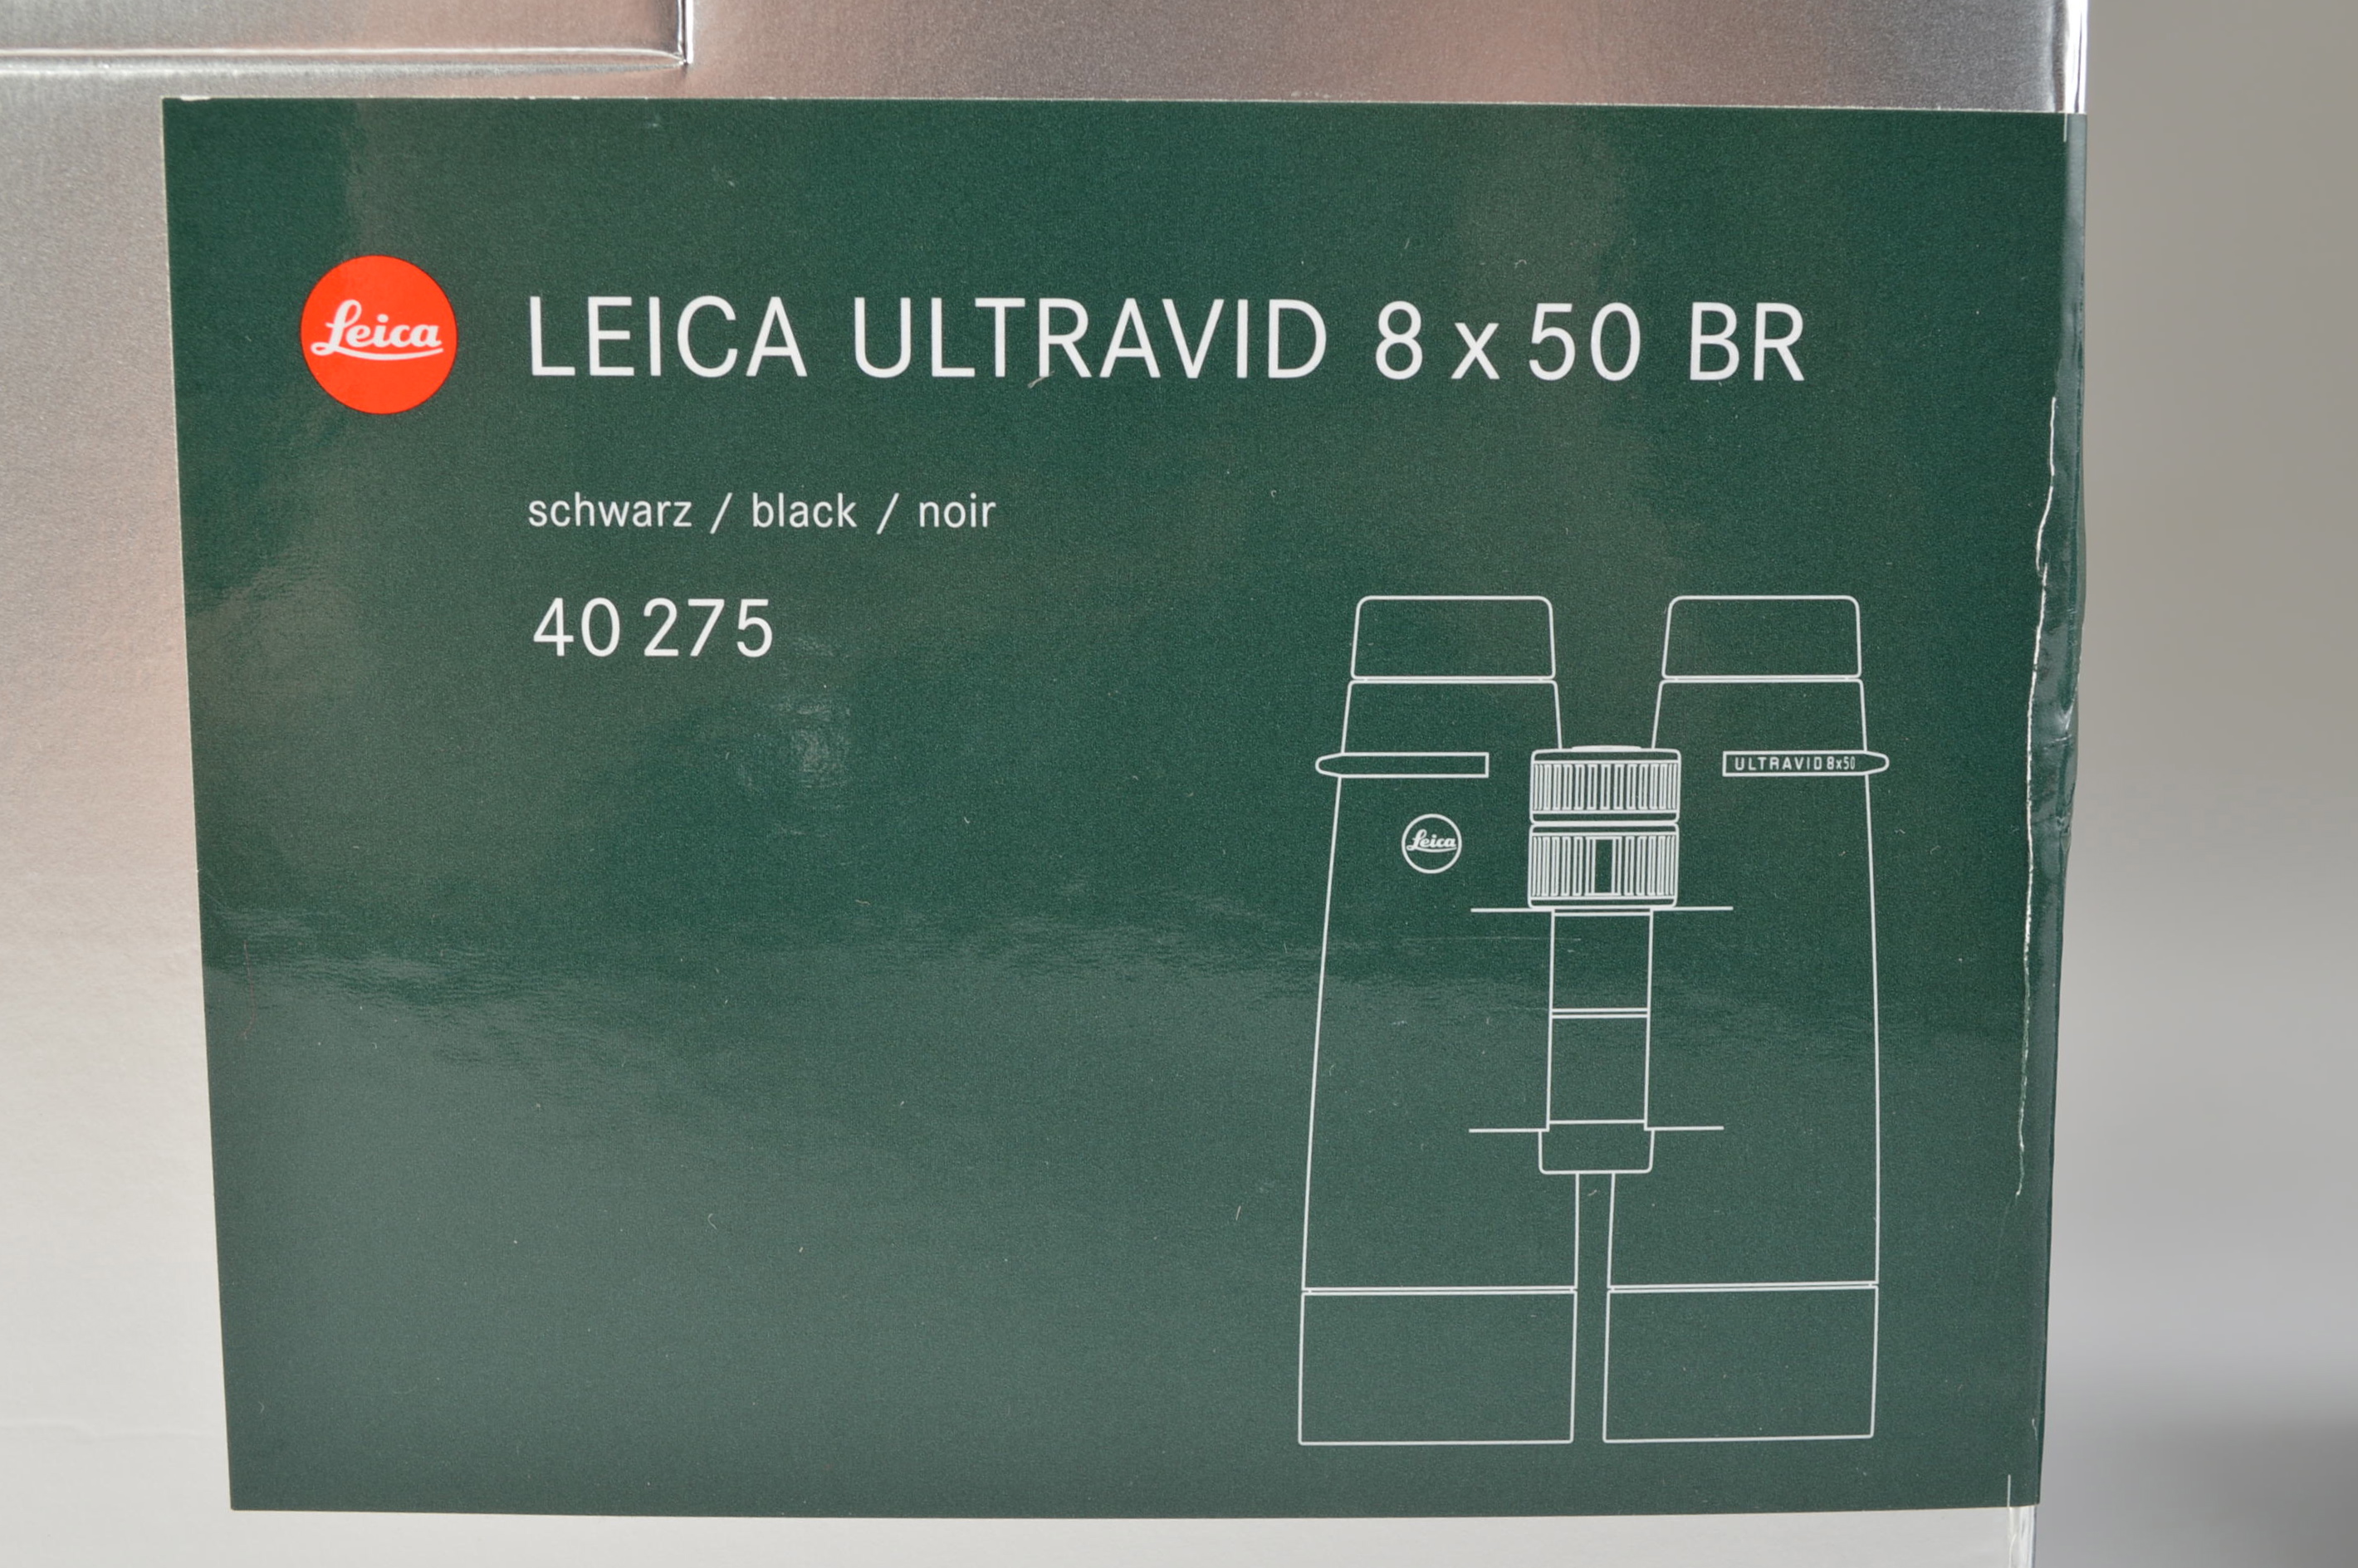 Leica
LEICA ULTRAVID 8 x 50 BR
schwarz / black / noir
40 275
ULTRAVID 8x50
Leica